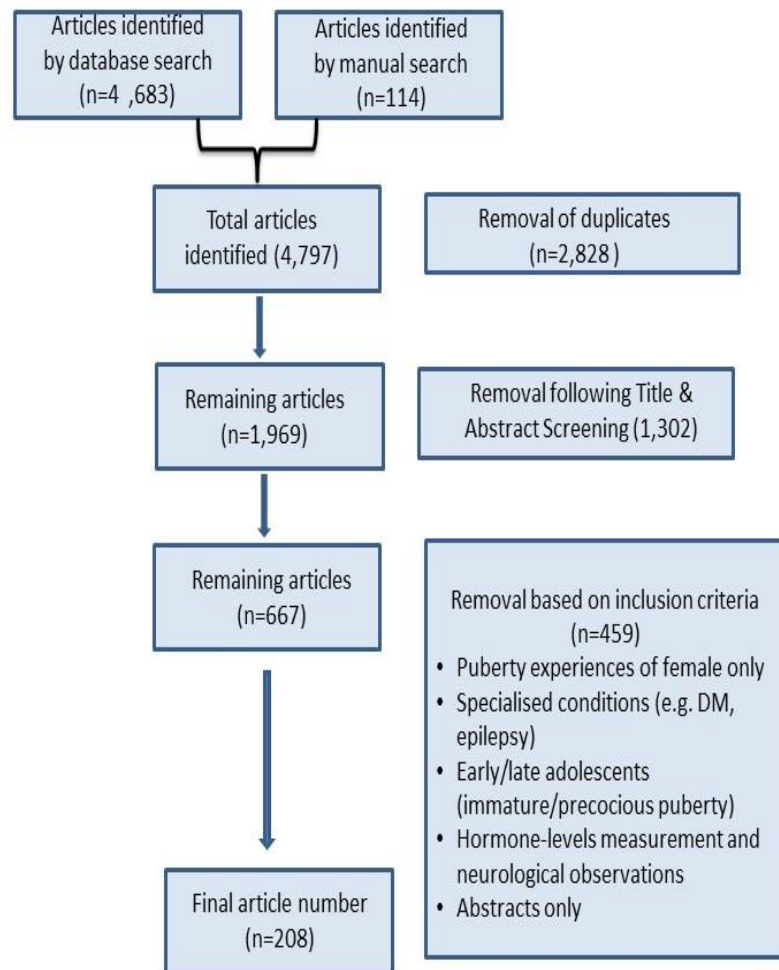 Articles identified
by database search
(n=4 ,683)
Articles identified
by manual search
(n=114)
Total articles
identified (4,797)
Removal of duplicates
(n=2,828 )
Remaining articles
(n=1,969)
Removal following Title &
Abstract Screening (1,302)
Remaining articles
(n=667)
Removal based on inclusion criteria
(n=459)
• Puberty experiences of female only
• Specialised conditions (e.g. DM,
epilepsy)
• Early/late adolescents
(immature/precocious puberty)
• Hormone-levels measurement and
neurological observations
• Abstracts only
Final article number
(n=208)